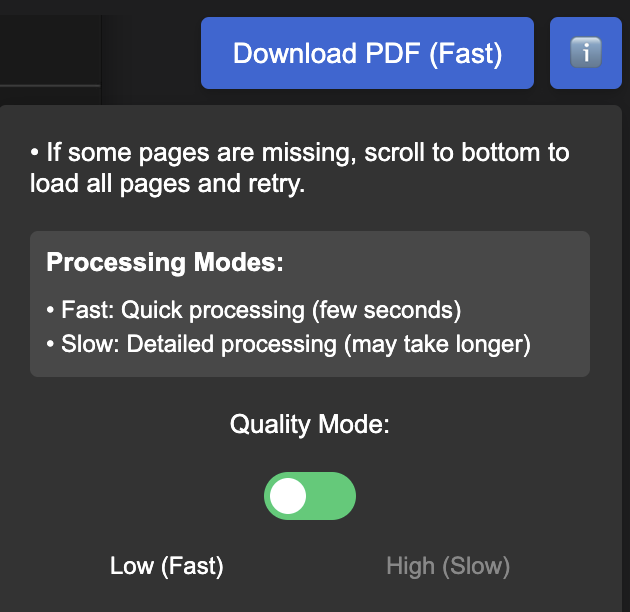 Download PDF (Fast)
• If some pages are missing, scroll to bottom to
load all pages and retry.
Processing Modes:
• Fast: Quick processing (few seconds)
• Slow: Detailed processing (may take longer)
Quality Mode:
Low (Fast)
High (Slow)